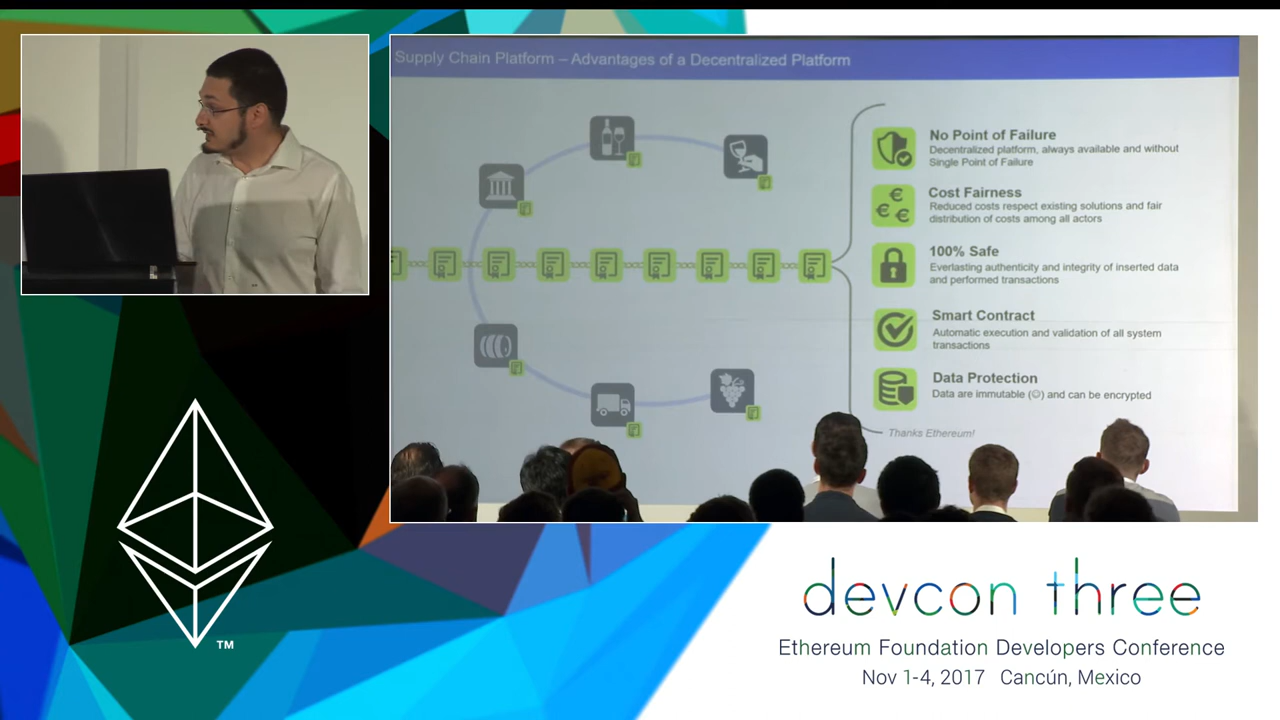 Supply Chain Platform – Advantages of a Decentralized Platform
No Point of Failure
Decentralized platform, always available and without
Single Point of Failure
Cost Fairness
Reduced costs respect existing solutions and fair
distribution of costs among all actors
100% Safe
Everlasting authenticity and integrity of inserted data
and performed transactions
Smart Contract
Automatic execution and validation of all system
transactions
Data Protection
Data are immutable (☺) and can be encrypted
Thanks Ethereum!
TM
devcon three
Ethereum Foundation Developers Conference
Nov 1-4, 2017 Cancún, Mexico